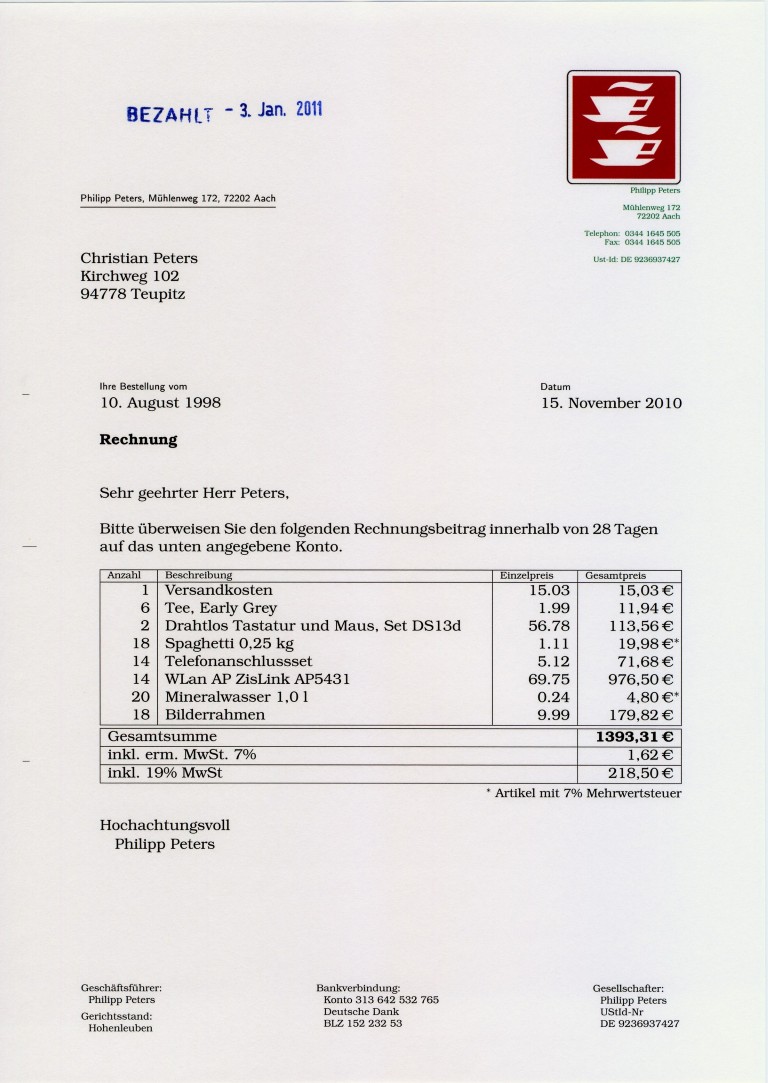 BEZAHLT - 3. Jan. 2011
Philipp Peters
Mühlenweg 172
72202 Aach
Telephon: 0344 1645 505
Fax: 0344 1645 505
Ust-Id: DE 9236937427
Philipp Peters, Mühlenweg 172, 72202 Aach
Christian Peters
Kirchweg 102
94778 Teupitz
Ihre Bestellung vom Datum
10. August 1998 15. November 2010
Rechnung
Sehr geehrter Herr Peters,
Bitte überweisen Sie den folgenden Rechnungsbeitrag innerhalb von 28 Tagen
auf das unten angegebene Konto.
Anzahl Beschreibung Einzelpreis Gesamtpreis
1 Versandkosten 15.03 15,03 €
6 Tee, Early Grey 1.99 11,94 €
2 Drahtlos Tastatur und Maus, Set DS13d 56.78 113,56 €
18 Spaghetti 0,25 kg 1.11 19,98 €*
14 Telefonanschlussset 5.12 71,68 €
14 WLan AP ZisLink AP5431 69.75 976,50 €
20 Mineralwasser 1,0 l 0.24 4,80 €*
18 Bilderrahmen 9.99 179,82 €
Gesamtsumme 1393,31 €
inkl. erm. MwSt. 7% 1,62 €
inkl. 19% MwSt 218,50 €
* Artikel mit 7% Mehrwertsteuer
Hochachtungsvoll
Philipp Peters
Geschäftsführer:
Philipp Peters
Gerichtsstand:
Hohenleuben
Bankverbindung:
Konto 313 642 532 765
Deutsche Dank
BLZ 152 232 53
Gesellschafter:
Philipp Peters
UStId-Nr
DE 9236937427